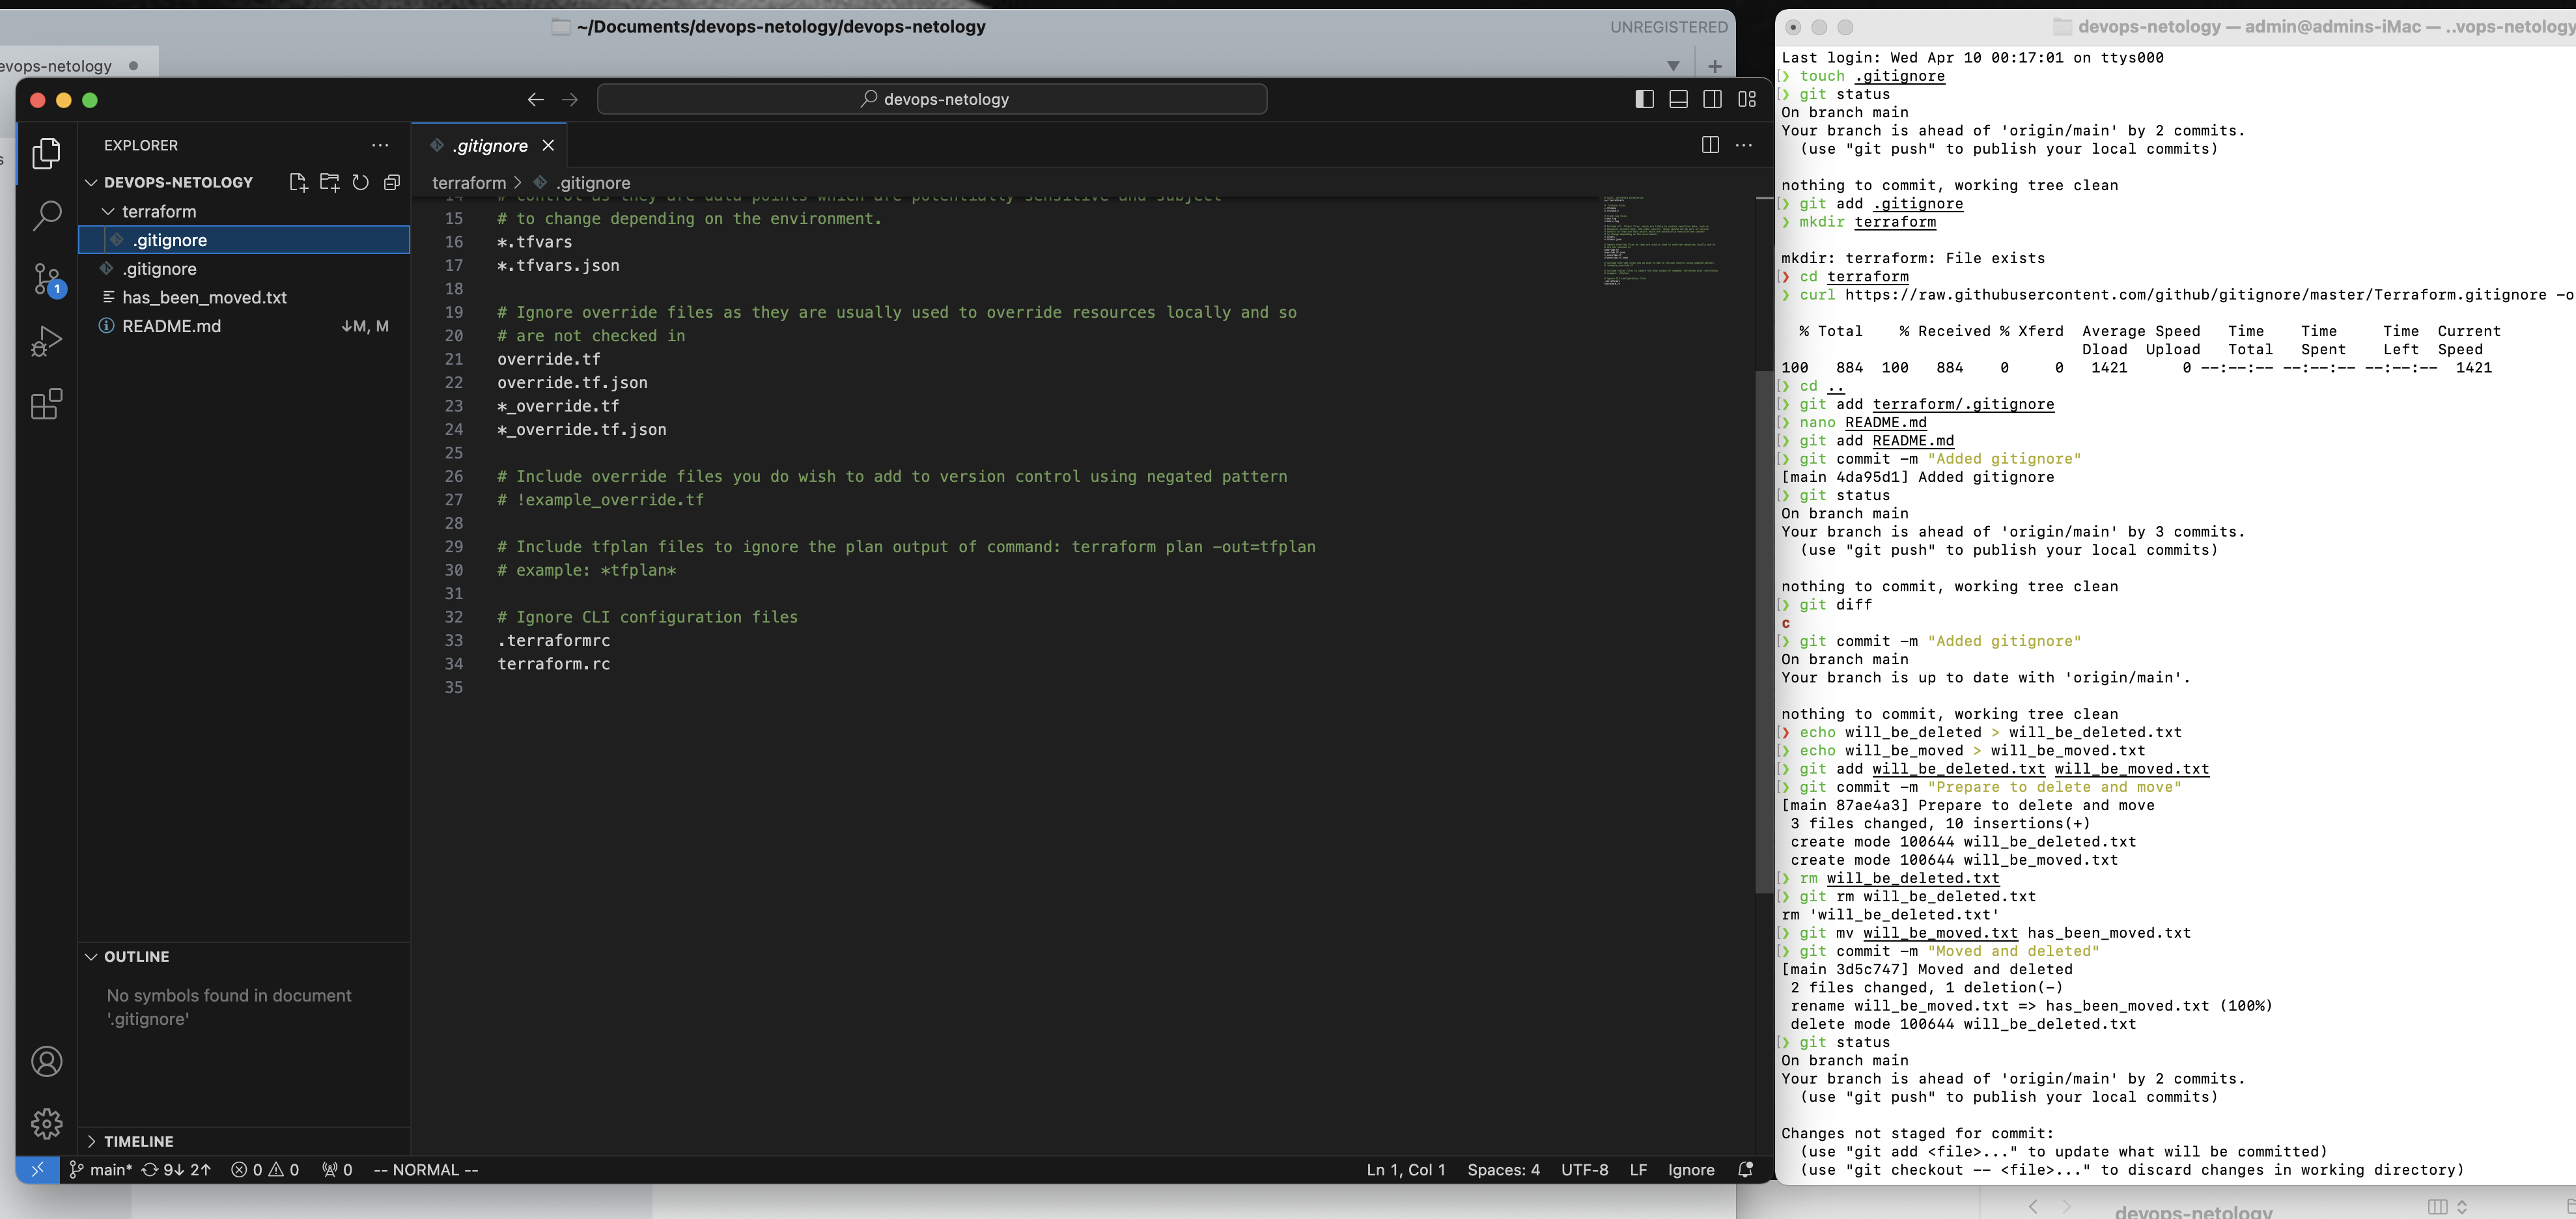 ~/Documents/devops-netology/devops-netology
UNREGISTERED
evops-netology
devops-netology
EXPLORER
DEVOPS-NETOLOGY
terraform
.gitignore
.gitignore
has_been_moved.txt
README.md ↓M, M
OUTLINE
No symbols found in document
'.gitignore'
TIMELINE
.gitignore
terraform > .gitignore
14 # control as they are data points which are potentially sensitive and subject
15 # to change depending on the environment.
16 *.tfvars
17 *.tfvars.json
18
19 # Ignore override files as they are usually used to override resources locally and so
20 # are not checked in
21 override.tf
22 override.tf.json
23 *_override.tf
24 *_override.tf.json
25
26 # Include override files you do wish to add to version control using negated pattern
27 # !example_override.tf
28
29 # Include tfplan files to ignore the plan output of command: terraform plan -out=tfplan
30 # example: *tfplan*
31
32 # Ignore CLI configuration files
33 .terraformrc
34 terraform.rc
35
main* 9↓ 2↑ 0 0 0 -- NORMAL --
Ln 1, Col 1 Spaces: 4 UTF-8 LF Ignore
devops-netology — admin@admins-iMac — ..vops-netology
Last login: Wed Apr 10 00:17:01 on ttys000
[❯ touch .gitignore
[❯ git status
On branch main
Your branch is ahead of 'origin/main' by 2 commits.
(use "git push" to publish your local commits)
nothing to commit, working tree clean
[❯ git add .gitignore
❯ mkdir terraform
mkdir: terraform: File exists
[❯ cd terraform
❯ curl https://raw.githubusercontent.com/github/gitignore/master/Terraform.gitignore -o
% Total % Received % Xferd Average Speed Time Time Time Current
Dload Upload Total Spent Left Speed
100 884 100 884 0 0 1421 0 --:--:-- --:--:-- --:--:-- 1421
[❯ cd ..
[❯ git add terraform/.gitignore
[❯ nano README.md
[❯ git add README.md
[❯ git commit -m "Added gitignore"
[main 4da95d1] Added gitignore
[❯ git status
On branch main
Your branch is ahead of 'origin/main' by 3 commits.
(use "git push" to publish your local commits)
nothing to commit, working tree clean
[❯ git diff
c
[❯ git commit -m "Added gitignore"
On branch main
Your branch is up to date with 'origin/main'.
nothing to commit, working tree clean
[❯ echo will_be_deleted > will_be_deleted.txt
[❯ echo will_be_moved > will_be_moved.txt
[❯ git add will_be_deleted.txt will_be_moved.txt
[❯ git commit -m "Prepare to delete and move"
[main 87ae4a3] Prepare to delete and move
3 files changed, 10 insertions(+)
create mode 100644 will_be_deleted.txt
create mode 100644 will_be_moved.txt
[❯ rm will_be_deleted.txt
[❯ git rm will_be_deleted.txt
rm 'will_be_deleted.txt'
[❯ git mv will_be_moved.txt has_been_moved.txt
[❯ git commit -m "Moved and deleted"
[main 3d5c747] Moved and deleted
2 files changed, 1 deletion(-)
rename will_be_moved.txt => has_been_moved.txt (100%)
delete mode 100644 will_be_deleted.txt
[❯ git status
On branch main
Your branch is ahead of 'origin/main' by 2 commits.
(use "git push" to publish your local commits)
Changes not staged for commit:
(use "git add <file>..." to update what will be committed)
(use "git checkout -- <file>..." to discard changes in working directory)
devops-netology